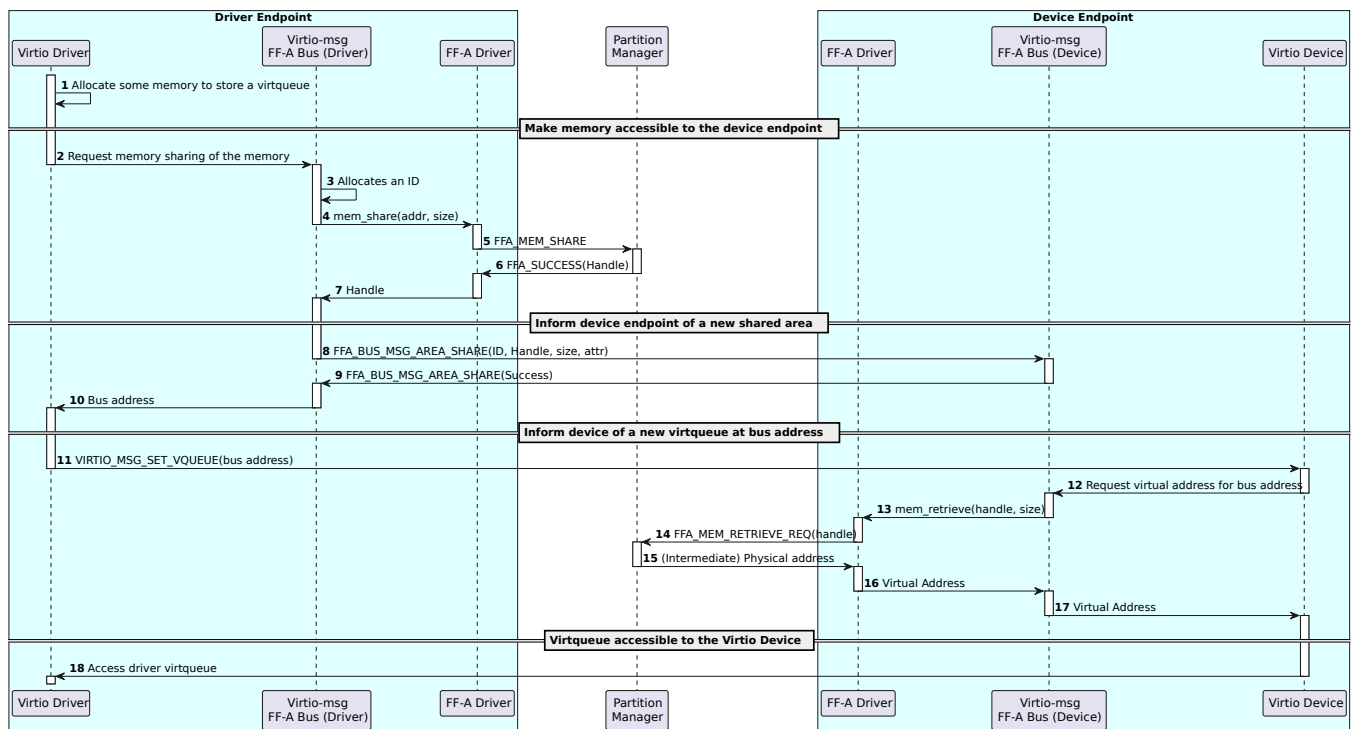 Driver Endpoint
Device Endpoint
Virtio Driver
Virtio-msg
FF-A Bus (Driver)
FF-A Driver
Partition
Manager
FF-A Driver
Virtio-msg
FF-A Bus (Device)
Virtio Device
1 Allocate some memory to store a virtqueue
Make memory accessible to the device endpoint
2 Request memory sharing of the memory
3 Allocates an ID
4 mem_share(addr, size)
5 FFA_MEM_SHARE
6 FFA_SUCCESS(Handle)
7 Handle
Inform device endpoint of a new shared area
8 FFA_BUS_MSG_AREA_SHARE(ID, Handle, size, attr)
9 FFA_BUS_MSG_AREA_SHARE(Success)
10 Bus address
Inform device of a new virtqueue at bus address
11 VIRTIO_MSG_SET_VQUEUE(bus address)
12 Request virtual address for bus address
13 mem_retrieve(handle, size)
14 FFA_MEM_RETRIEVE_REQ(handle)
15 (Intermediate) Physical address
16 Virtual Address
17 Virtual Address
Virtqueue accessible to the Virtio Device
18 Access driver virtqueue
Virtio Driver
Virtio-msg
FF-A Bus (Driver)
FF-A Driver
Partition
Manager
FF-A Driver
Virtio-msg
FF-A Bus (Device)
Virtio Device